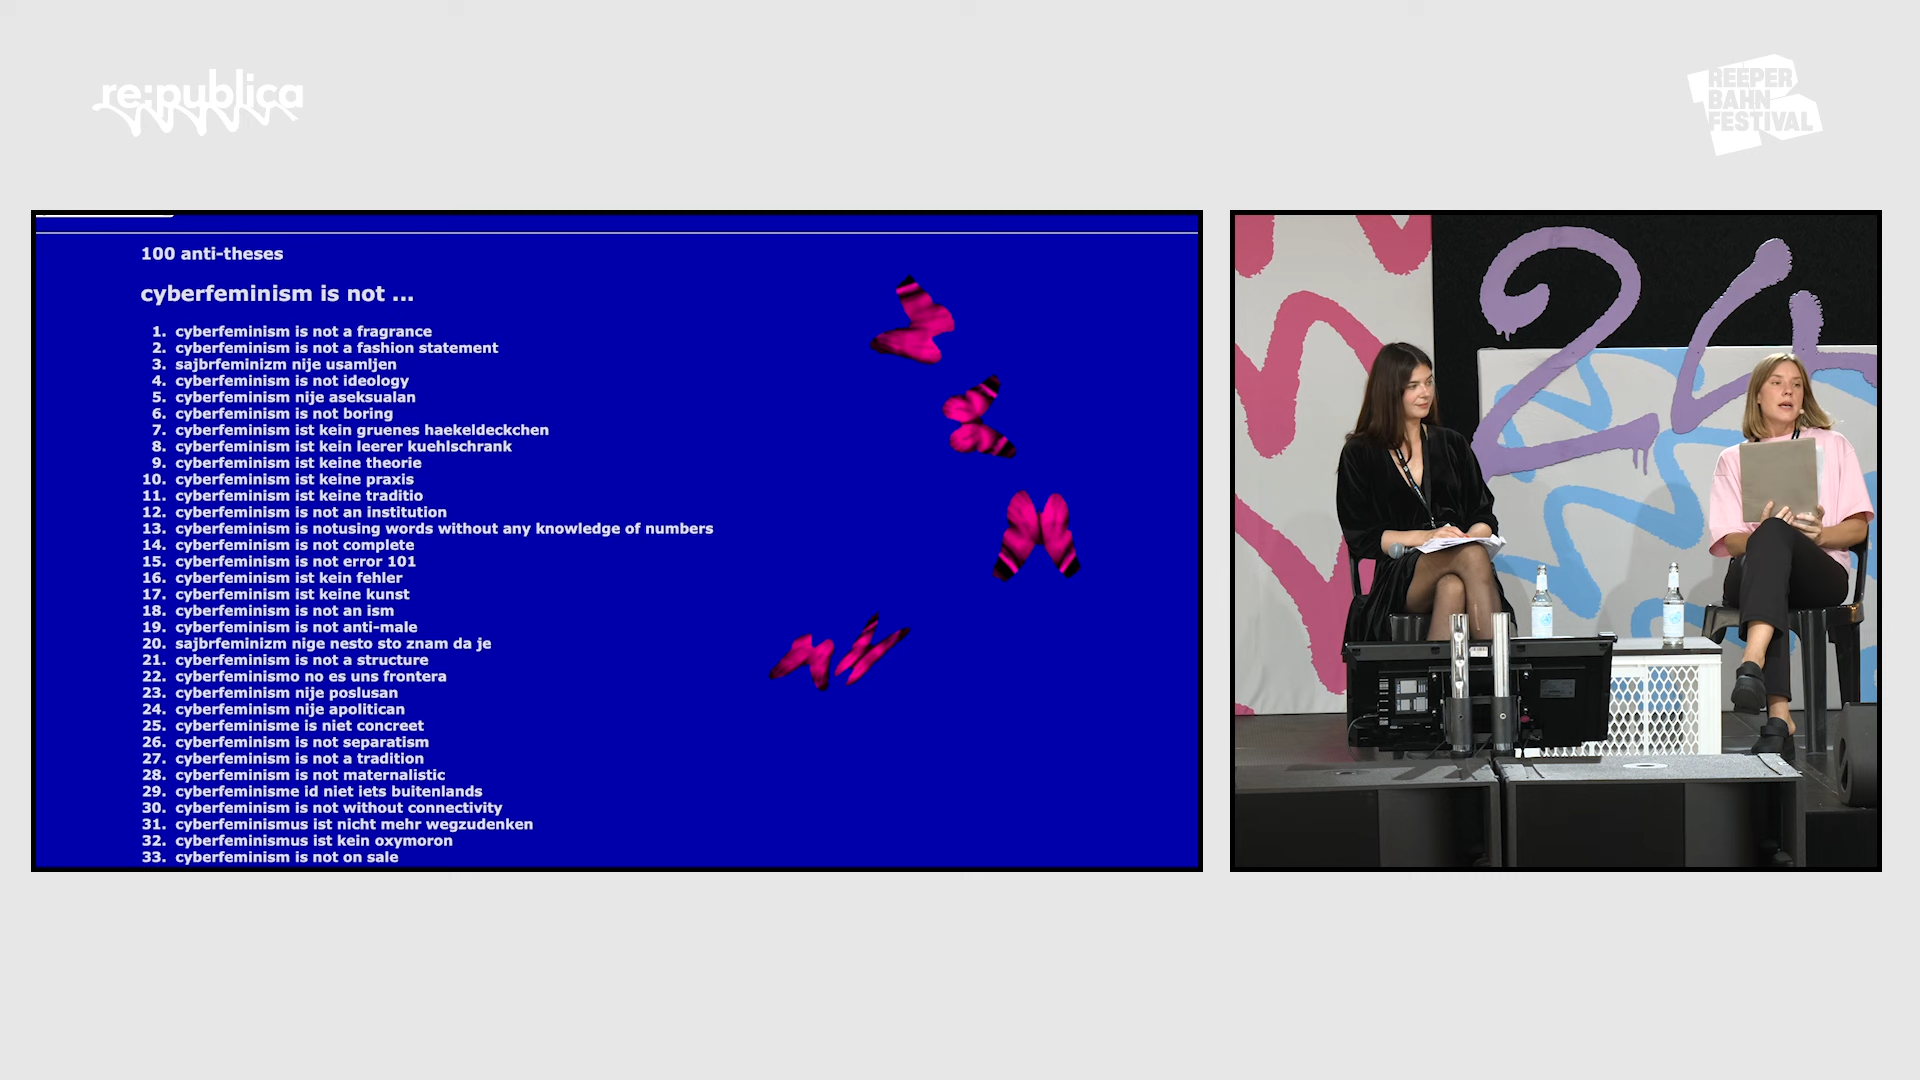 re:publica
REEPER
BAHN
FESTIVAL
100 anti-theses
cyberfeminism is not ...
1. cyberfeminism is not a fragrance
2. cyberfeminism is not a fashion statement
3. sajbrfeminizm nije usamljen
4. cyberfeminism is not ideology
5. cyberfeminism nije aseksualan
6. cyberfeminism is not boring
7. cyberfeminism ist kein gruenes haekeldeckchen
8. cyberfeminism ist kein leerer kuehlschrank
9. cyberfeminism ist keine theorie
10. cyberfeminism ist keine praxis
11. cyberfeminism ist keine traditio
12. cyberfeminism is not an institution
13. cyberfeminism is notusing words without any knowledge of numbers
14. cyberfeminism is not complete
15. cyberfeminism is not error 101
16. cyberfeminism ist kein fehler
17. cyberfeminism ist keine kunst
18. cyberfeminism is not an ism
19. cyberfeminism is not anti-male
20. sajbrfeminizm nige nesto sto znam da je
21. cyberfeminism is not a structure
22. cyberfeminismo no es uns frontera
23. cyberfeminism nije poslusan
24. cyberfeminism nije apolitican
25. cyberfeminisme is niet concreet
26. cyberfeminism is not separatism
27. cyberfeminism is not a tradition
28. cyberfeminism is not maternalistic
29. cyberfeminisme id niet iets buitenlands
30. cyberfeminism is not without connectivity
31. cyberfeminismus ist nicht mehr wegzudenken
32. cyberfeminismus ist kein oxymoron
33. cyberfeminism is not on sale
24